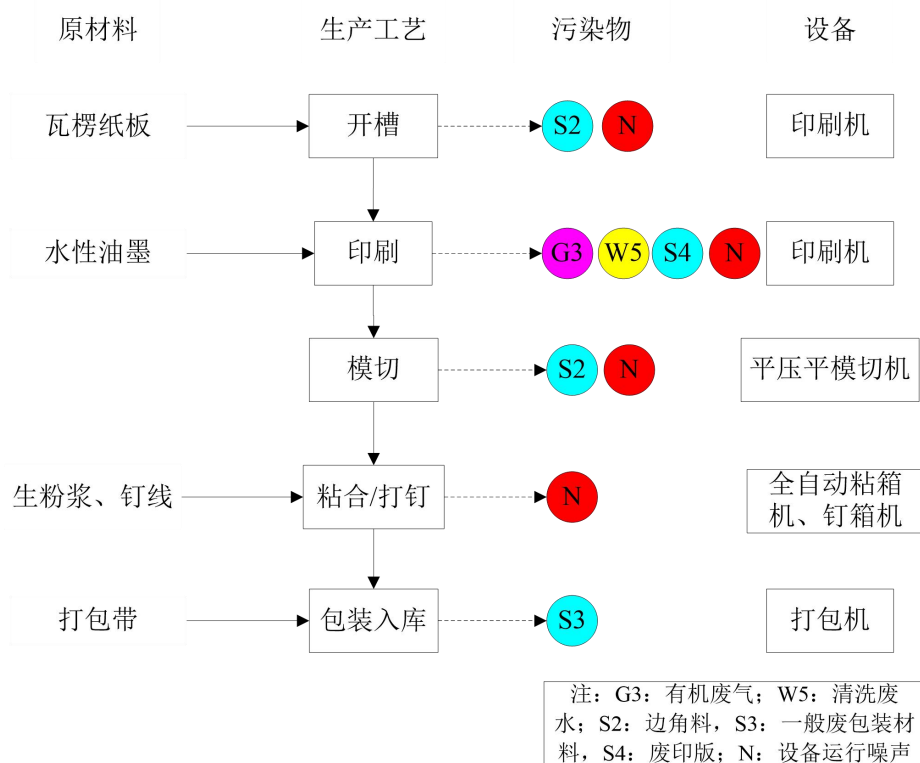 原材料 生产工艺 污染物 设备
瓦楞纸板 开槽 S2 N 印刷机
水性油墨 印刷 G3 W5 S4 N 印刷机
模切 S2 N 平压平模切机
生粉浆、钉线 粘合/打钉 N 全自动粘箱
机、钉箱机
打包带 包装入库 S3 打包机
注：G3：有机废气；W5：清洗废
水；S2：边角料，S3：一般废包装材
料，S4：废印版；N：设备运行噪声